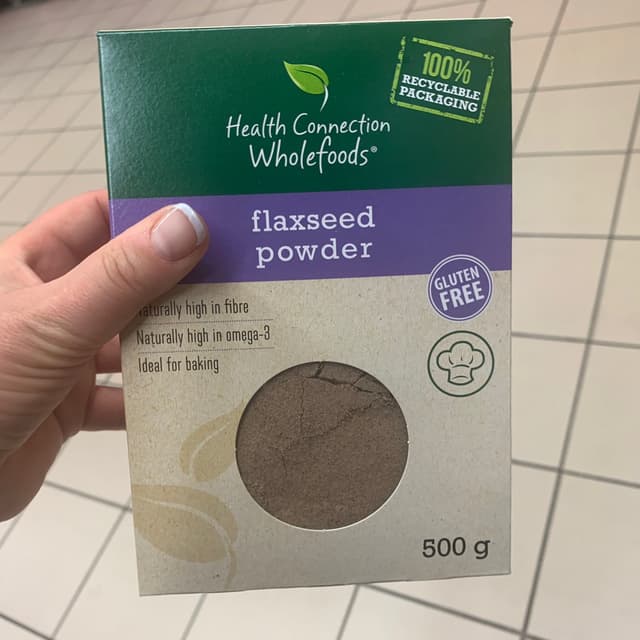 100%
RECYCLABLE
PACKAGING
Health Connection
Wholefoods®
flaxseed
powder
GLUTEN
FREE
Naturally high in fibre
Naturally high in omega-3
Ideal for baking
500 g